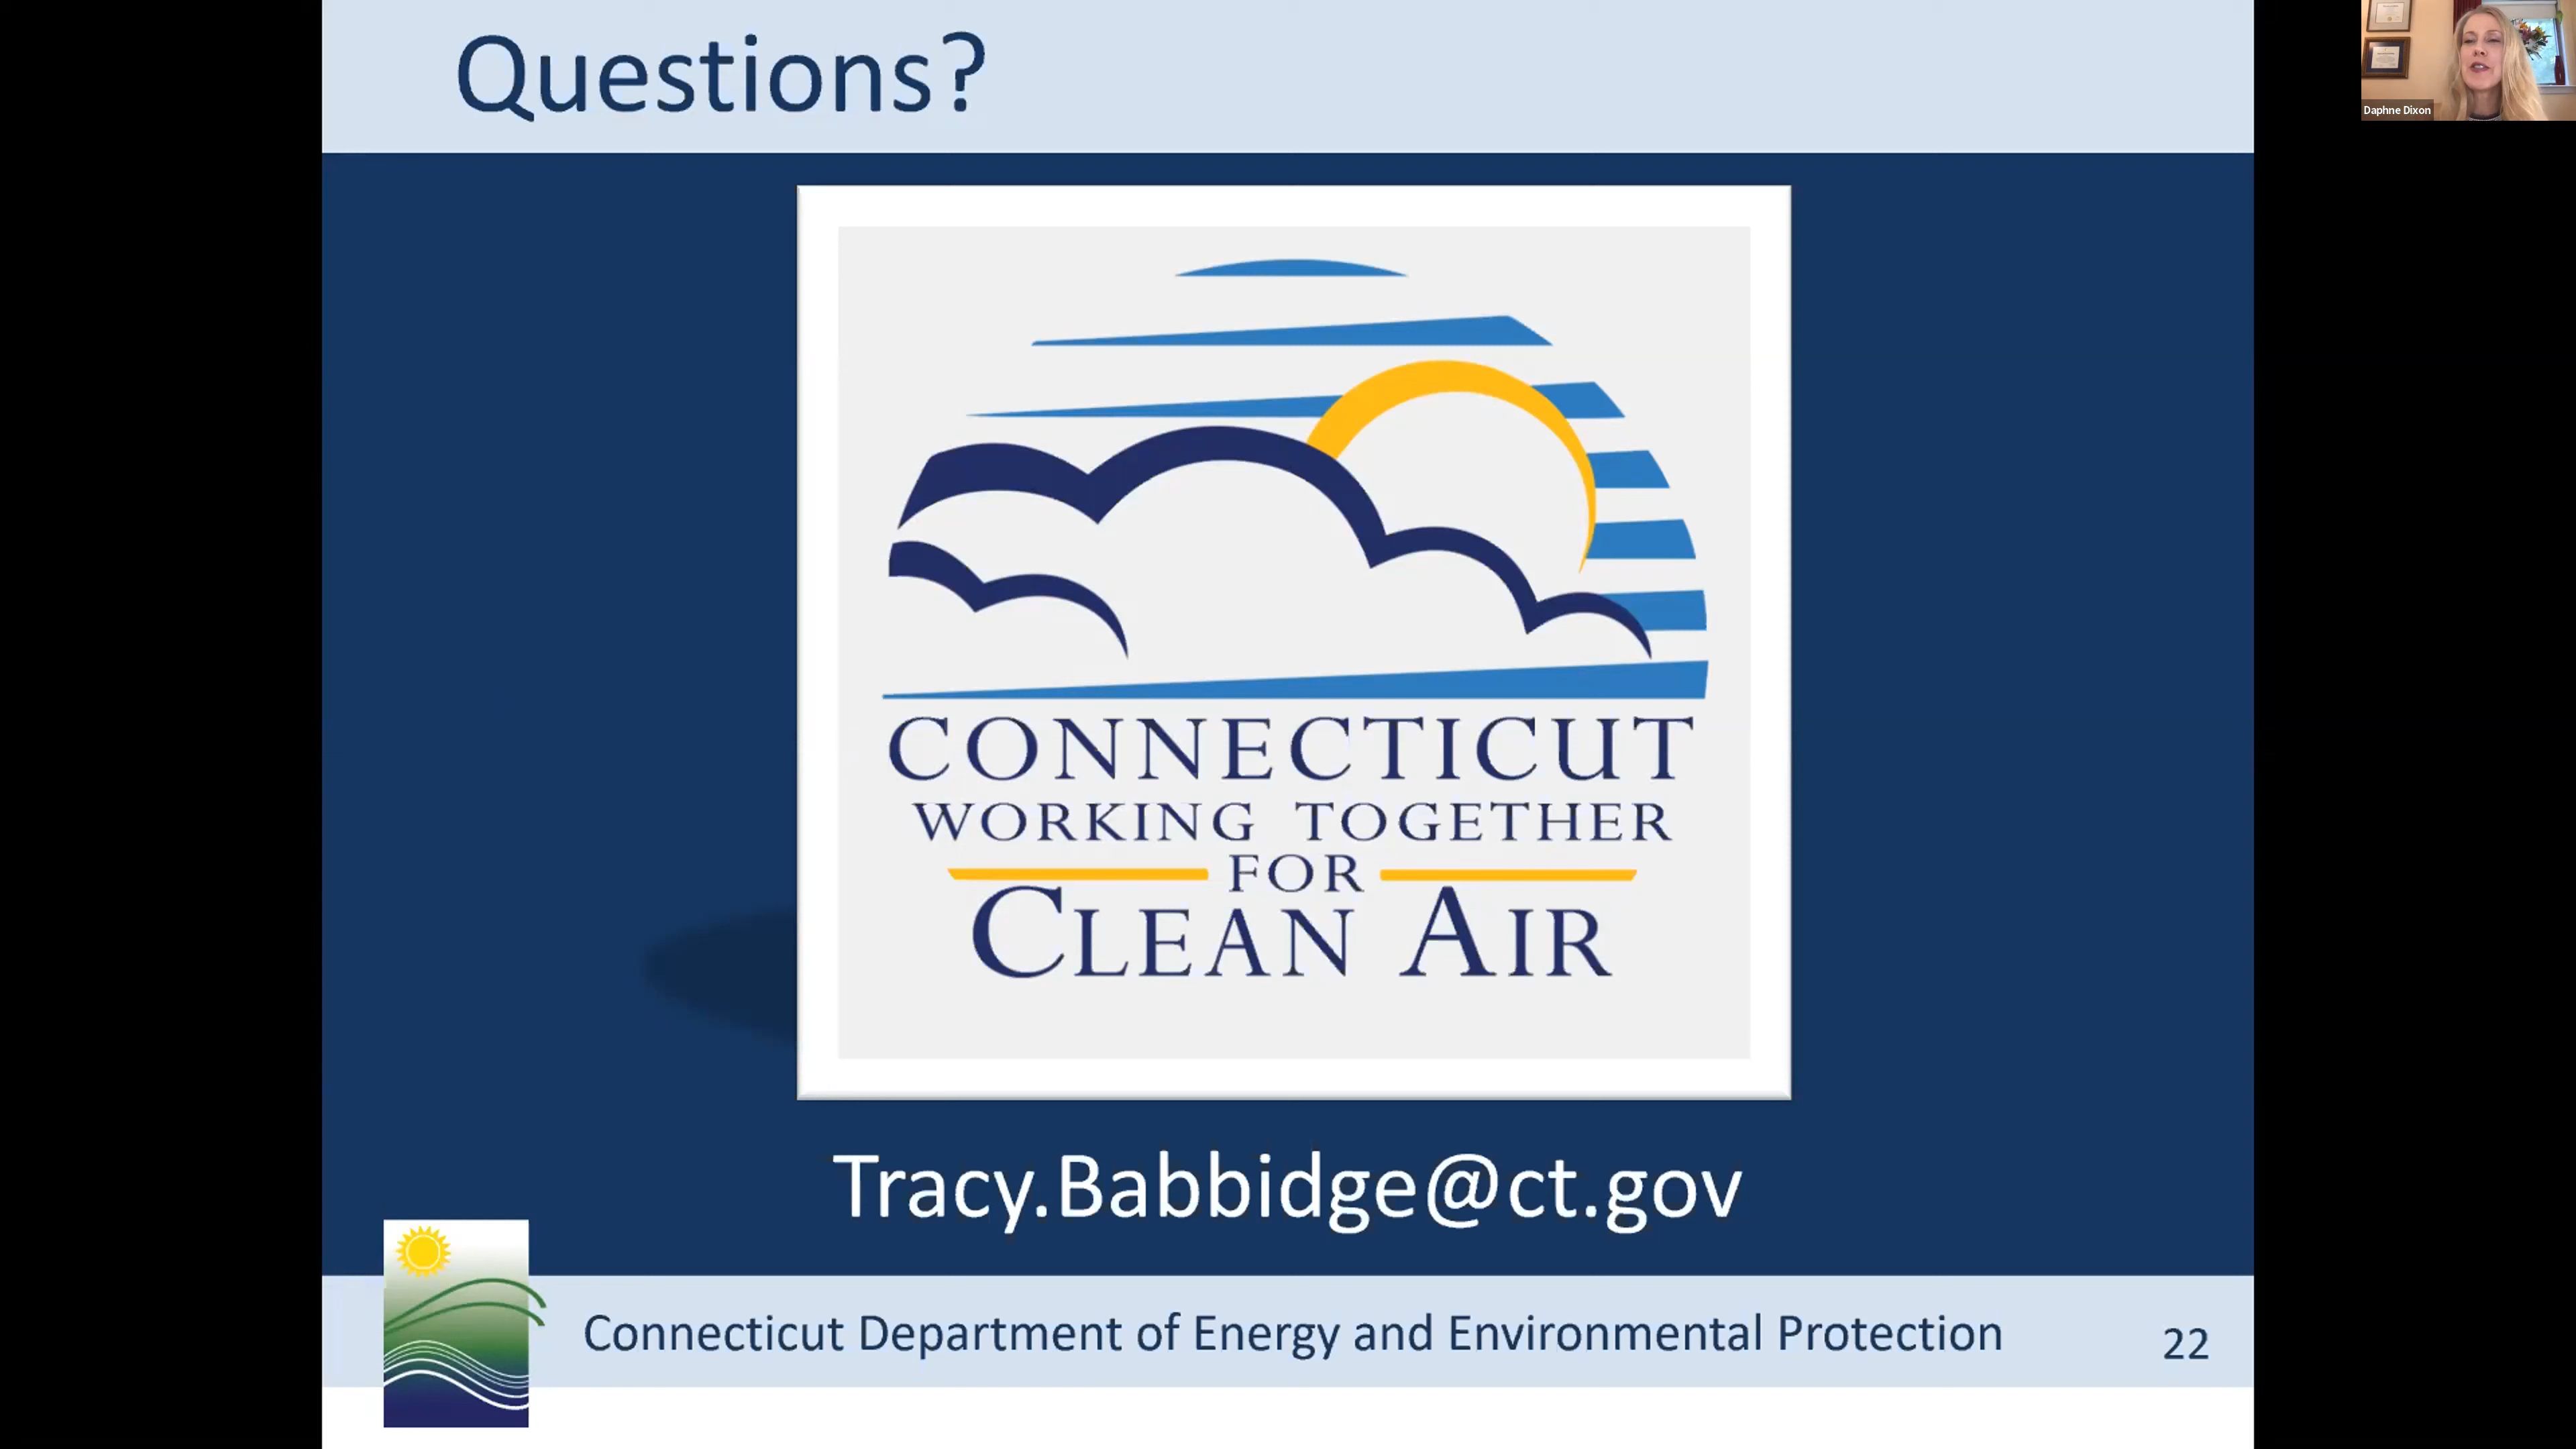 Questions?
Daphne Dixon
CONNECTICUT
WORKING TOGETHER
FOR
CLEAN AIR
Tracy.Babbidge@ct.gov
Connecticut Department of Energy and Environmental Protection
22